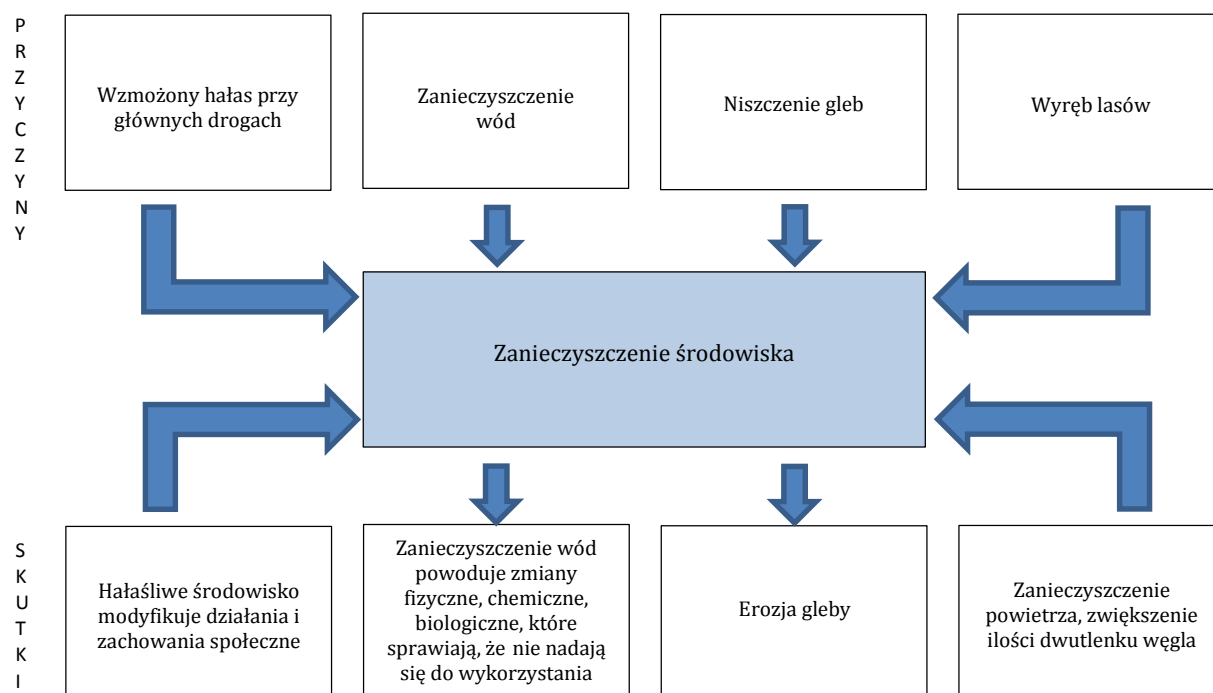 P
R
Z
Y
C
Z
Y
N
Y
Wzmożony hałas przy
głównych drogach
Zanieczyszczenie
wód
Niszczenie gleb
Wyręb lasów
Zanieczyszczenie środowiska
S
K
U
T
K
I
Hałaśliwe środowisko
modyfikuje działania i
zachowania społeczne
Zanieczyszczenie wód
powoduje zmiany
fizyczne, chemiczne,
biologiczne, które
sprawiają, że nie nadają
się do wykorzystania
Erozja gleby
Zanieczyszczenie
powietrza, zwiększenie
ilości dwutlenku węgla